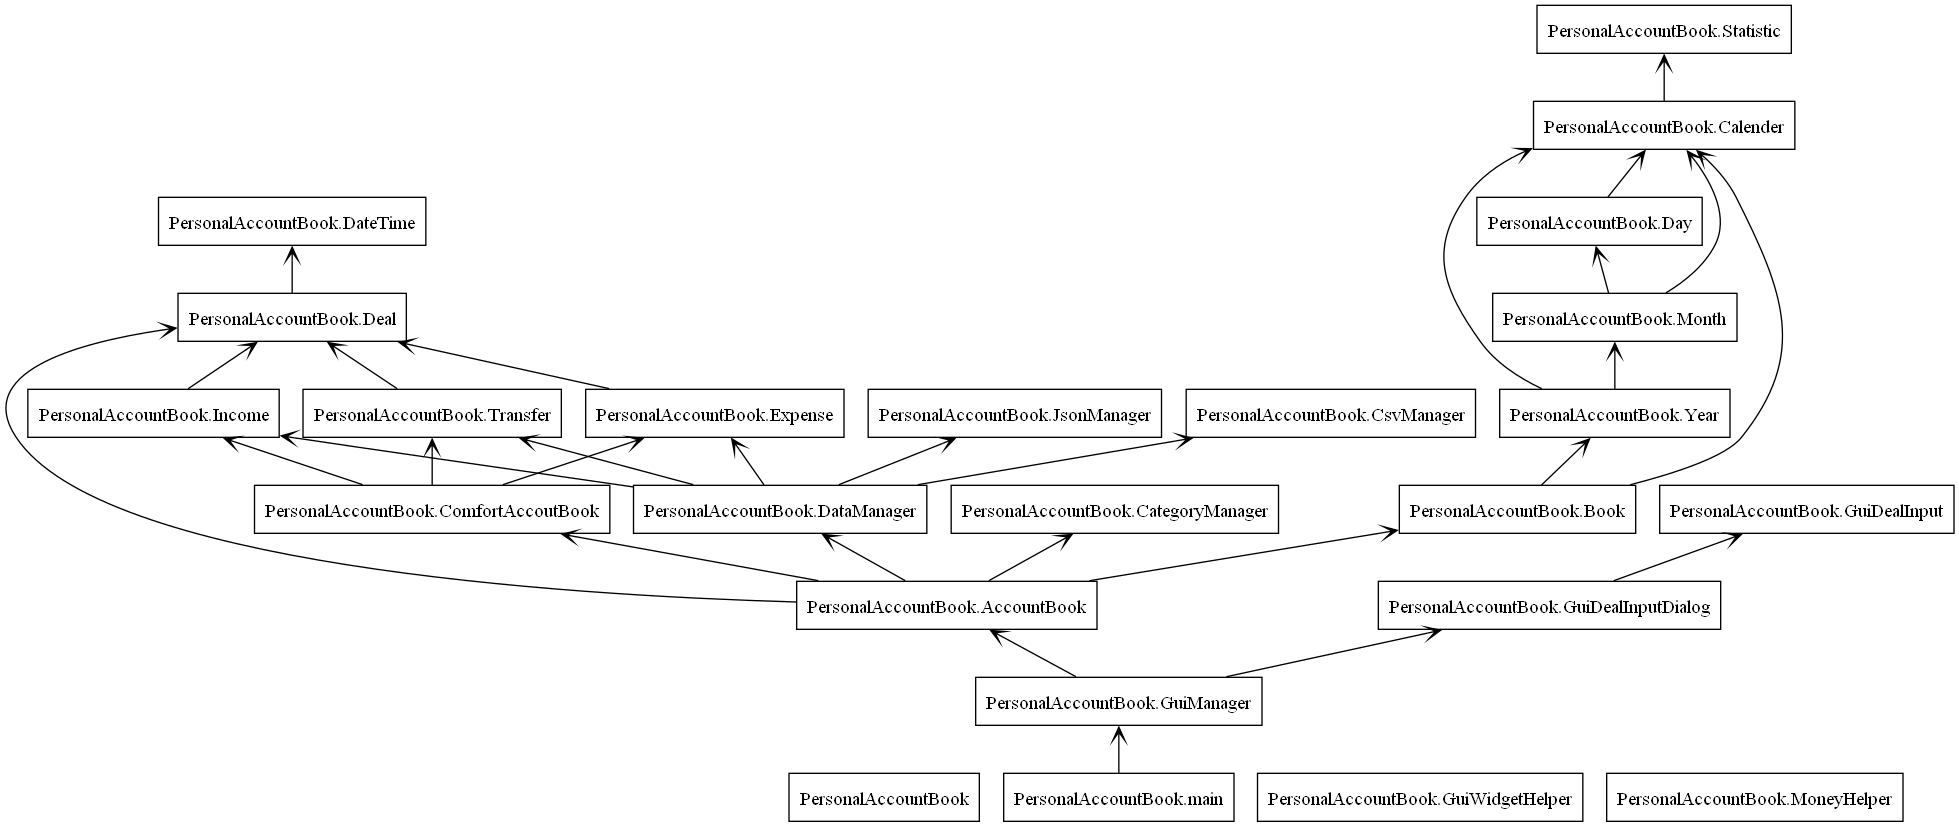 PersonalAccountBook.Statistic
PersonalAccountBook.Calender
PersonalAccountBook.DateTime
PersonalAccountBook.Day
PersonalAccountBook.Deal
PersonalAccountBook.Month
PersonalAccountBook.Income
PersonalAccountBook.Transfer
PersonalAccountBook.Expense
PersonalAccountBook.JsonManager
PersonalAccountBook.CsvManager
PersonalAccountBook.Year
PersonalAccountBook.ComfortAccoutBook
PersonalAccountBook.DataManager
PersonalAccountBook.CategoryManager
PersonalAccountBook.Book
PersonalAccountBook.GuiDealInput
PersonalAccountBook.AccountBook
PersonalAccountBook.GuiDealInputDialog
PersonalAccountBook.GuiManager
PersonalAccountBook
PersonalAccountBook.main
PersonalAccountBook.GuiWidgetHelper
PersonalAccountBook.MoneyHelper